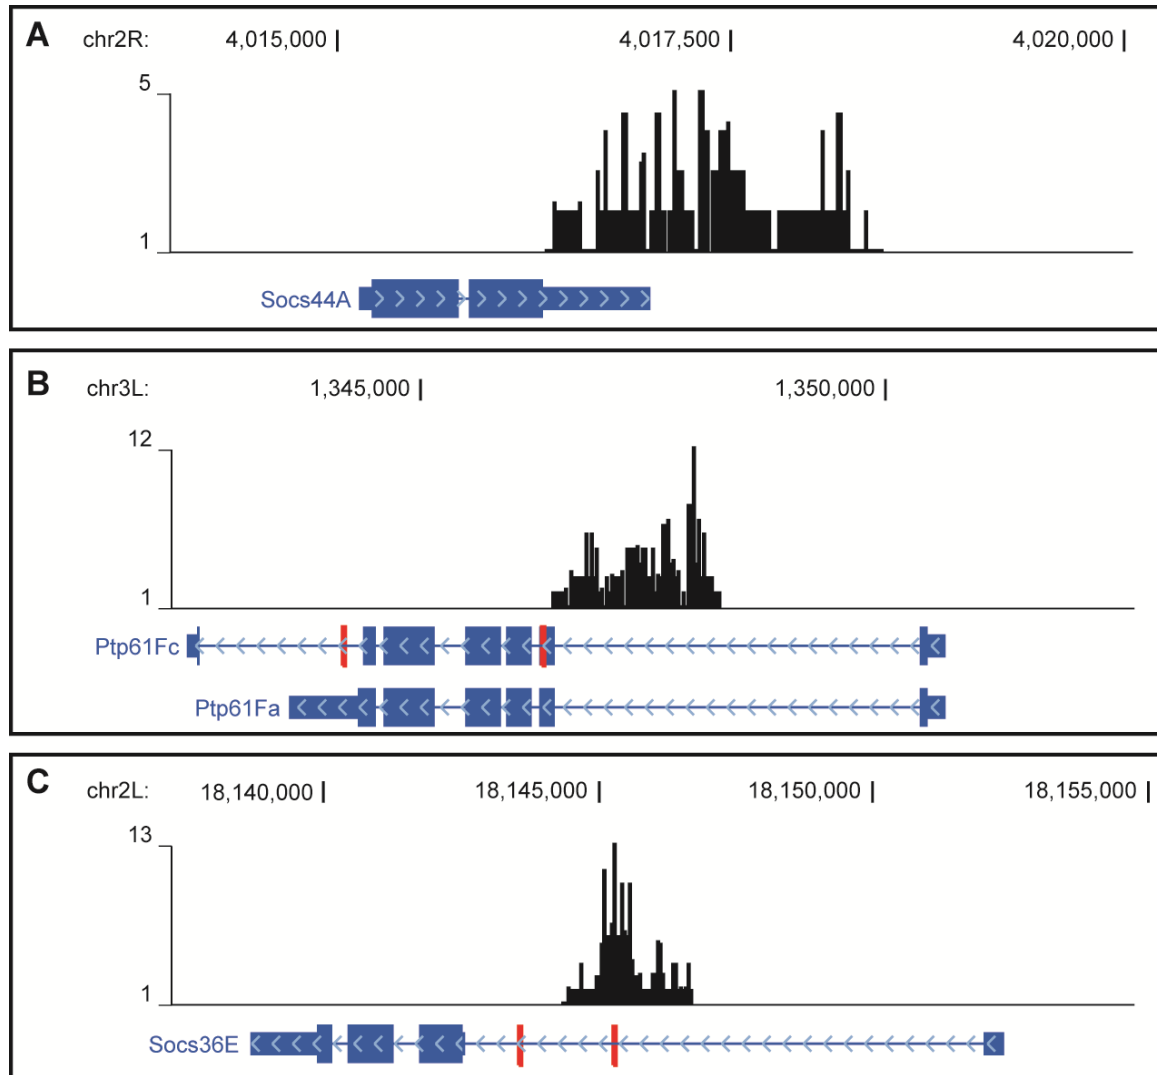 A chr2R: 4,015,000 4,017,500 4,020,000
5
1
Socs44A
B chr3L: 1,345,000 1,350,000
12
1
Ptp61Fc
Ptp61Fa
C chr2L: 18,140,000 18,145,000 18,150,000 18,155,000
13
1
Socs36E